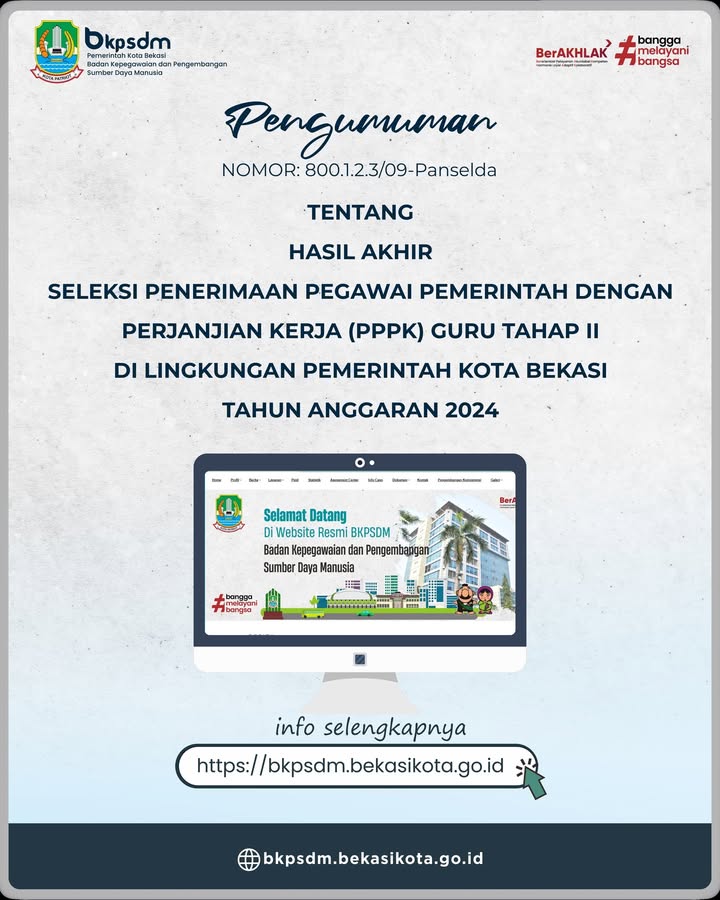 bkpsdm
Pemerintah Kota Bekasi
Badan Kepegawaian dan Pengembangan
Sumber Daya Manusia
KOTA PATRIOT
BerAKHLAK
#bangga
melayani
bangsa
Pengumuman
NOMOR: 800.1.2.3/09-Panselda
TENTANG
HASIL AKHIR
SELEKSI PENERIMAAN PEGAWAI PEMERINTAH DENGAN
PERJANJIAN KERJA (PPPK) GURU TAHAP II
DI LINGKUNGAN PEMERINTAH KOTA BEKASI
TAHUN ANGGARAN 2024
Home Profil Berita Layanan Ppid Statistik Assessment Center Info Casn Dokumen Kontak Pengembangan Kompetensi Galeri
BerA
Selamat Datang
Di Website Resmi BKPSDM
Badan Kepegawaian dan Pengembangan
Sumber Daya Manusia
#bangga
melayani
bangsa
info selengkapnya
https://bkpsdm.bekasikota.go.id
bkpsdm.bekasikota.go.id